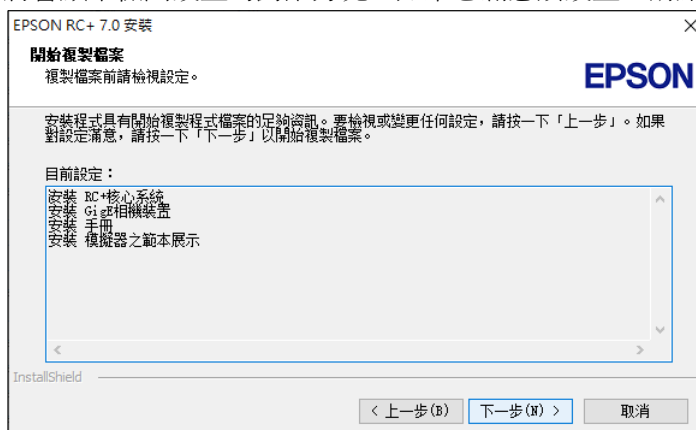 EPSON RC+ 7.0 安裝
開始複製檔案
複製檔案前請檢視設定。
EPSON
安裝程式具有開始複製程式檔案的足夠資訊。要檢視或變更任何設定，請按一下「上一步」。如果
對設定滿意，請按一下「下一步」以開始複製檔案。
目前設定：
安裝 RC+核心系統
安裝 GigE相機裝置
安裝 手冊
安裝 模擬器之範本展示
InstallShield
< 上一步(B)
下一步(N) >
取消